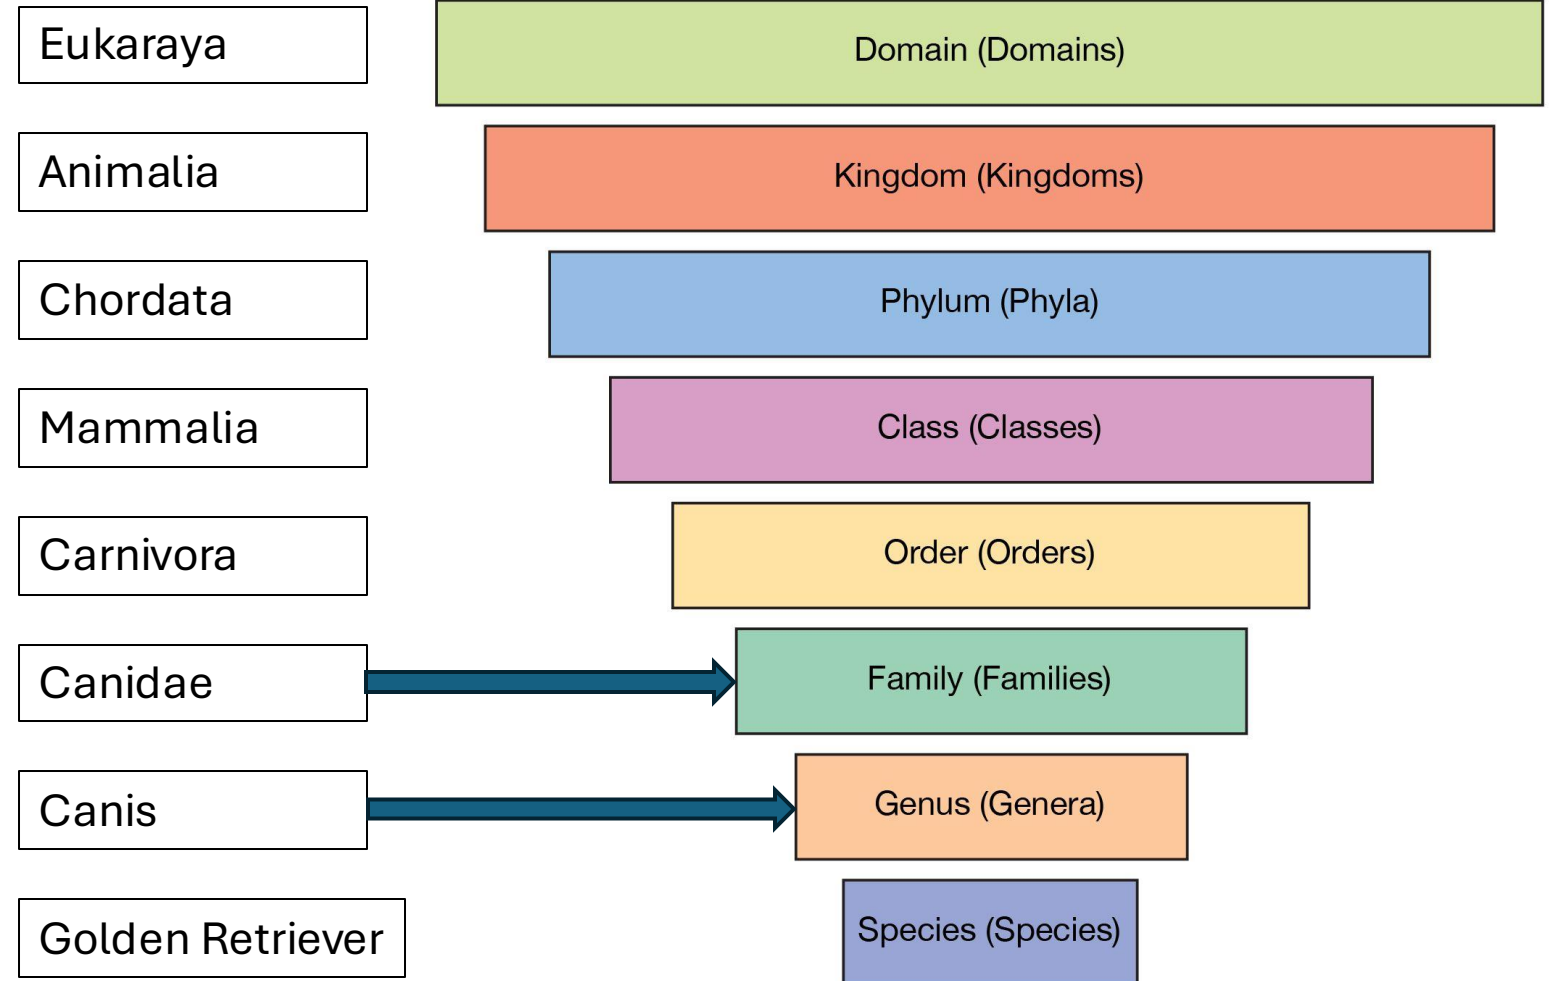 Eukaraya
Domain (Domains)
Animalia
Kingdom (Kingdoms)
Chordata
Phylum (Phyla)
Mammalia
Class (Classes)
Carnivora
Order (Orders)
Canidae
Family (Families)
Canis
Genus (Genera)
Golden Retriever
Species (Species)